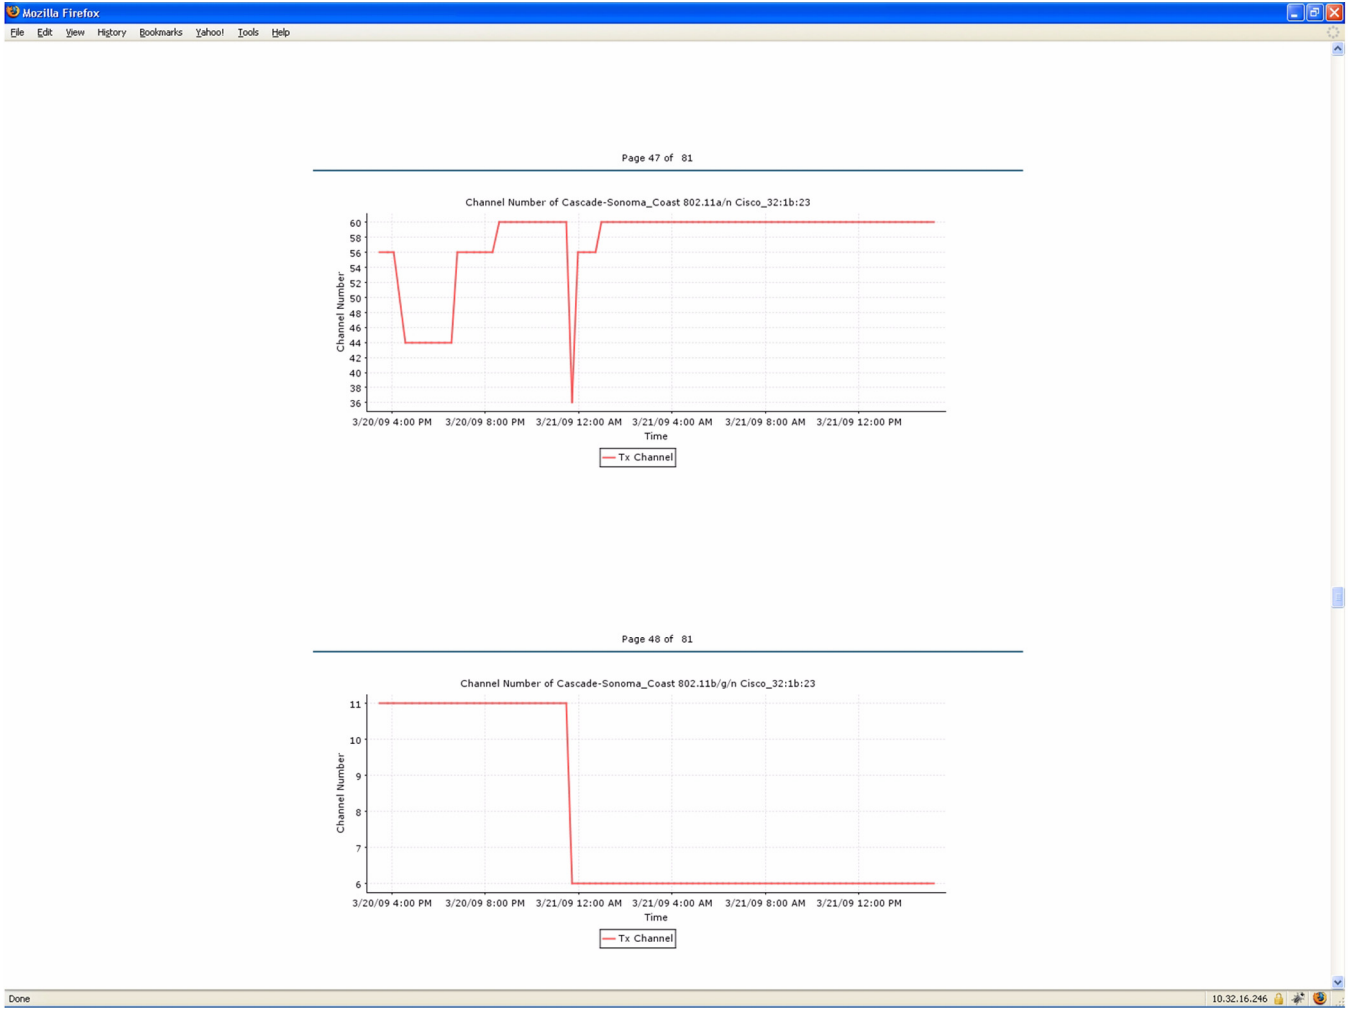 Mozilla Firefox
File Edit View History Bookmarks Yahoo! Tools Help
Page 47 of 81
Channel Number of Cascade-Sonoma_Coast 802.11a/n Cisco_32:1b:23
60
58
56
54
52
50
48
46
44
42
40
38
36
Channel Number
3/20/09 4:00 PM 3/20/09 8:00 PM 3/21/09 12:00 AM 3/21/09 4:00 AM 3/21/09 8:00 AM 3/21/09 12:00 PM
Time
Tx Channel
Page 48 of 81
Channel Number of Cascade-Sonoma_Coast 802.11b/g/n Cisco_32:1b:23
11
10
9
8
7
6
Channel Number
3/20/09 4:00 PM 3/20/09 8:00 PM 3/21/09 12:00 AM 3/21/09 4:00 AM 3/21/09 8:00 AM 3/21/09 12:00 PM
Time
Tx Channel
Done 10.32.16.246